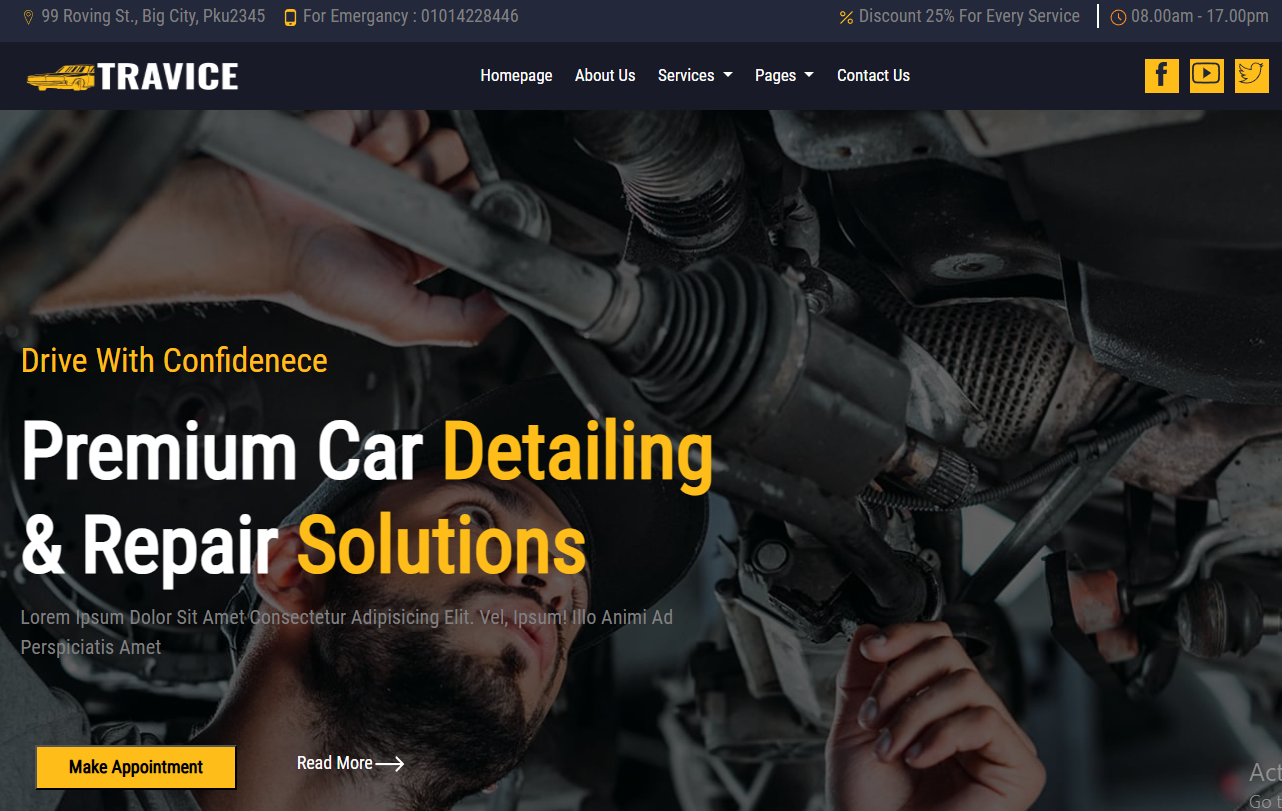 99 Roving St., Big City, Pku2345 For Emergancy : 01014228446 Discount 25% For Every Service 08.00am - 17.00pm
TRAVICE Homepage About Us Services Pages Contact Us
Drive With Confidenece
Premium Car Detailing
& Repair Solutions
Lorem Ipsum Dolor Sit Amet Consectetur Adipisicing Elit. Vel, Ipsum! Illo Animi Ad
Perspiciatis Amet
Make Appointment Read More